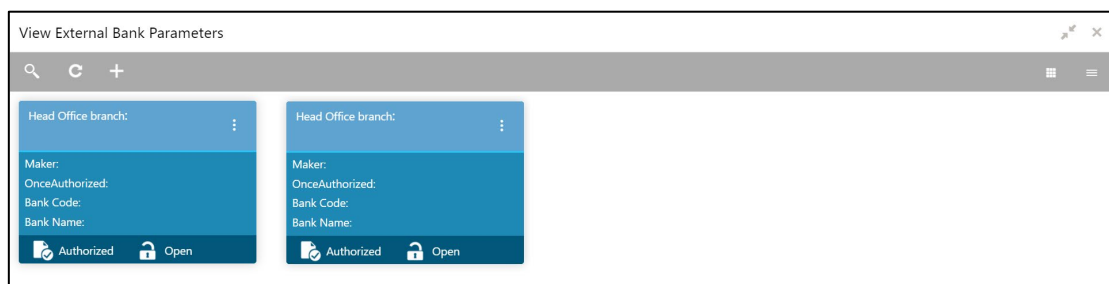 View External Bank Parameters
Head Office branch:
Maker:
OnceAuthorized:
Bank Code:
Bank Name:
Authorized Open
Head Office branch:
Maker:
OnceAuthorized:
Bank Code:
Bank Name:
Authorized Open